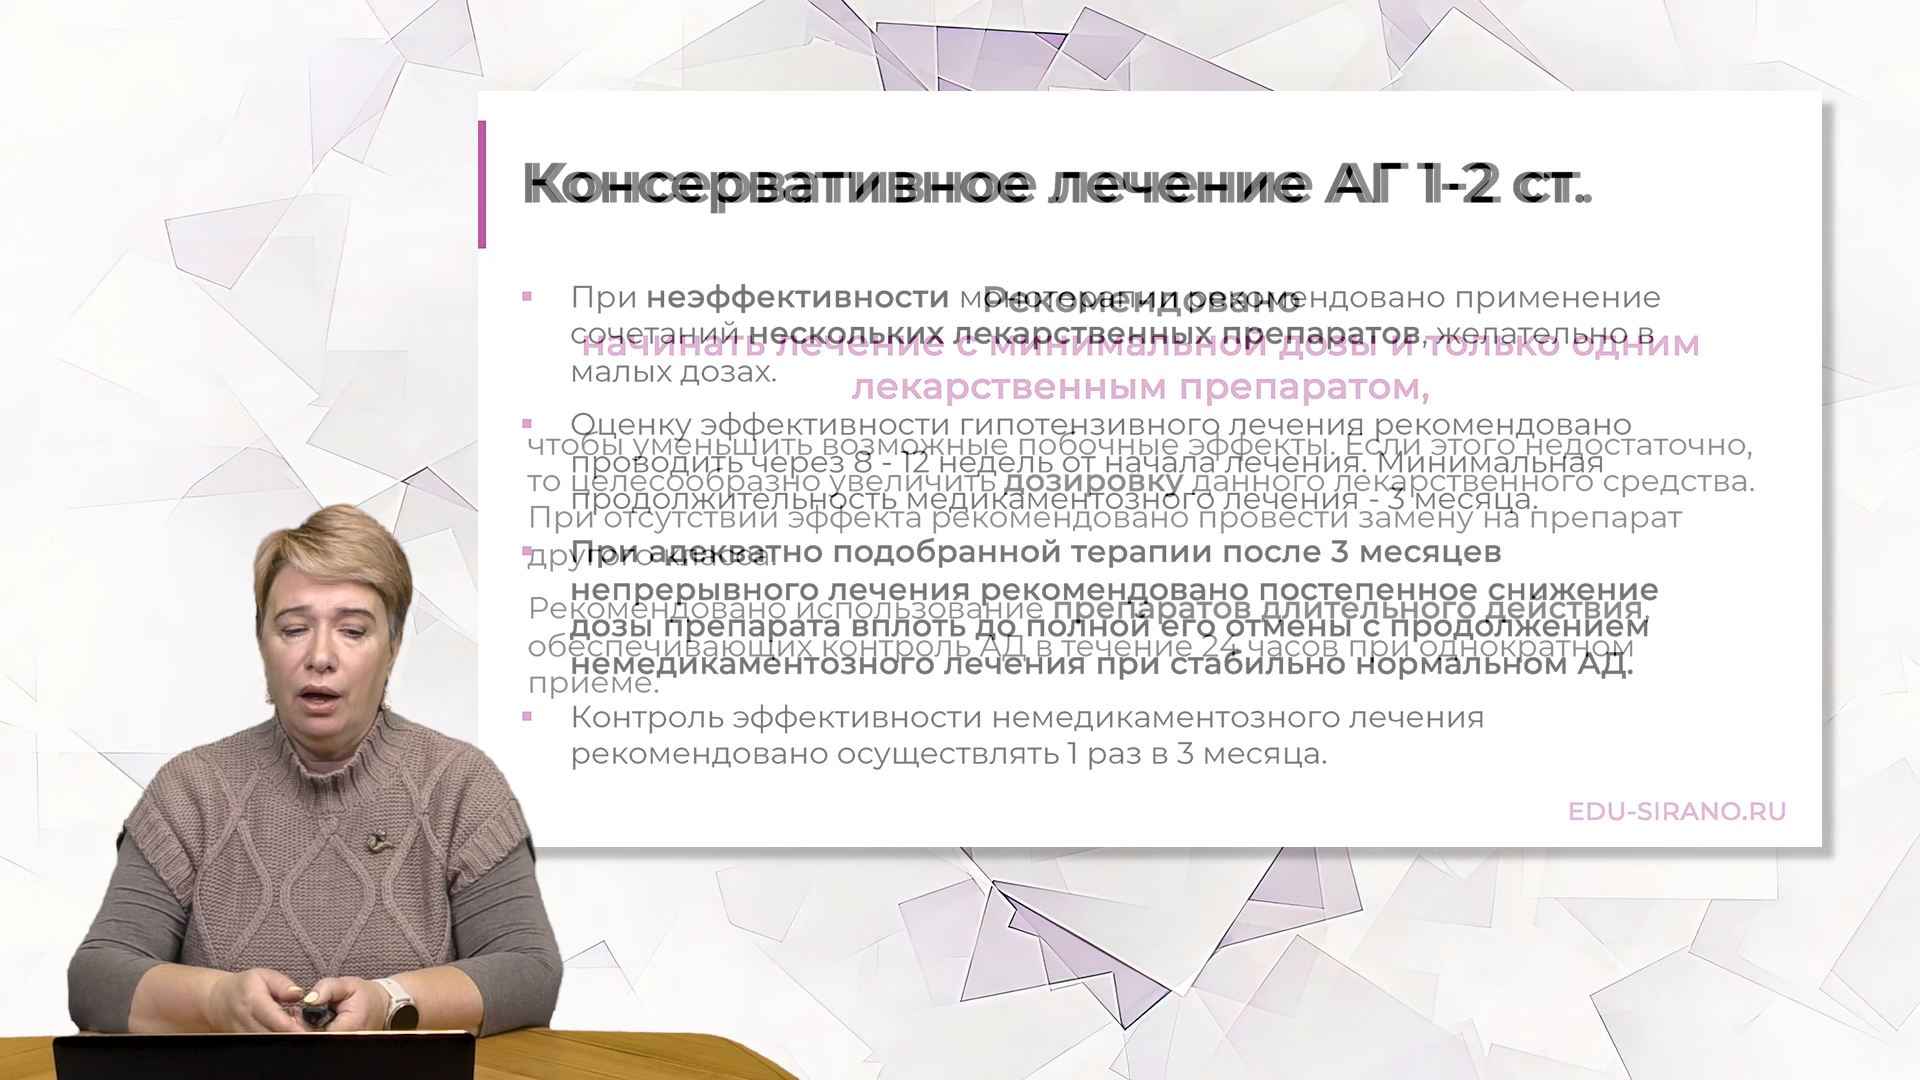 Консервативное лечение АГ 1-2 ст.
Рекомендовано
начинать лечение с минимальной дозы и только одним
лекарственным препаратом,
чтобы уменьшить возможные побочные эффекты. Если этого недостаточно,
то целесообразно увеличить дозировку данного лекарственного средства.
При отсутствии эффекта рекомендовано провести замену на препарат
другого класса.
Рекомендовано использование препаратов длительного действия,
обеспечивающих контроль АД в течение 24 часов при однократном
приеме.
При неэффективности монотерапии рекомендовано применение
сочетаний нескольких лекарственных препаратов, желательно в
малых дозах.
Оценку эффективности гипотензивного лечения рекомендовано
проводить через 8 - 12 недель от начала лечения. Минимальная
продолжительность медикаментозного лечения - 3 месяца.
При адекватно подобранной терапии после 3 месяцев
непрерывного лечения рекомендовано постепенное снижение
дозы препарата вплоть до полной его отмены с продолжением
немедикаментозного лечения при стабильно нормальном АД.
Контроль эффективности немедикаментозного лечения
рекомендовано осуществлять 1 раз в 3 месяца.
EDU-SIRANO.RU